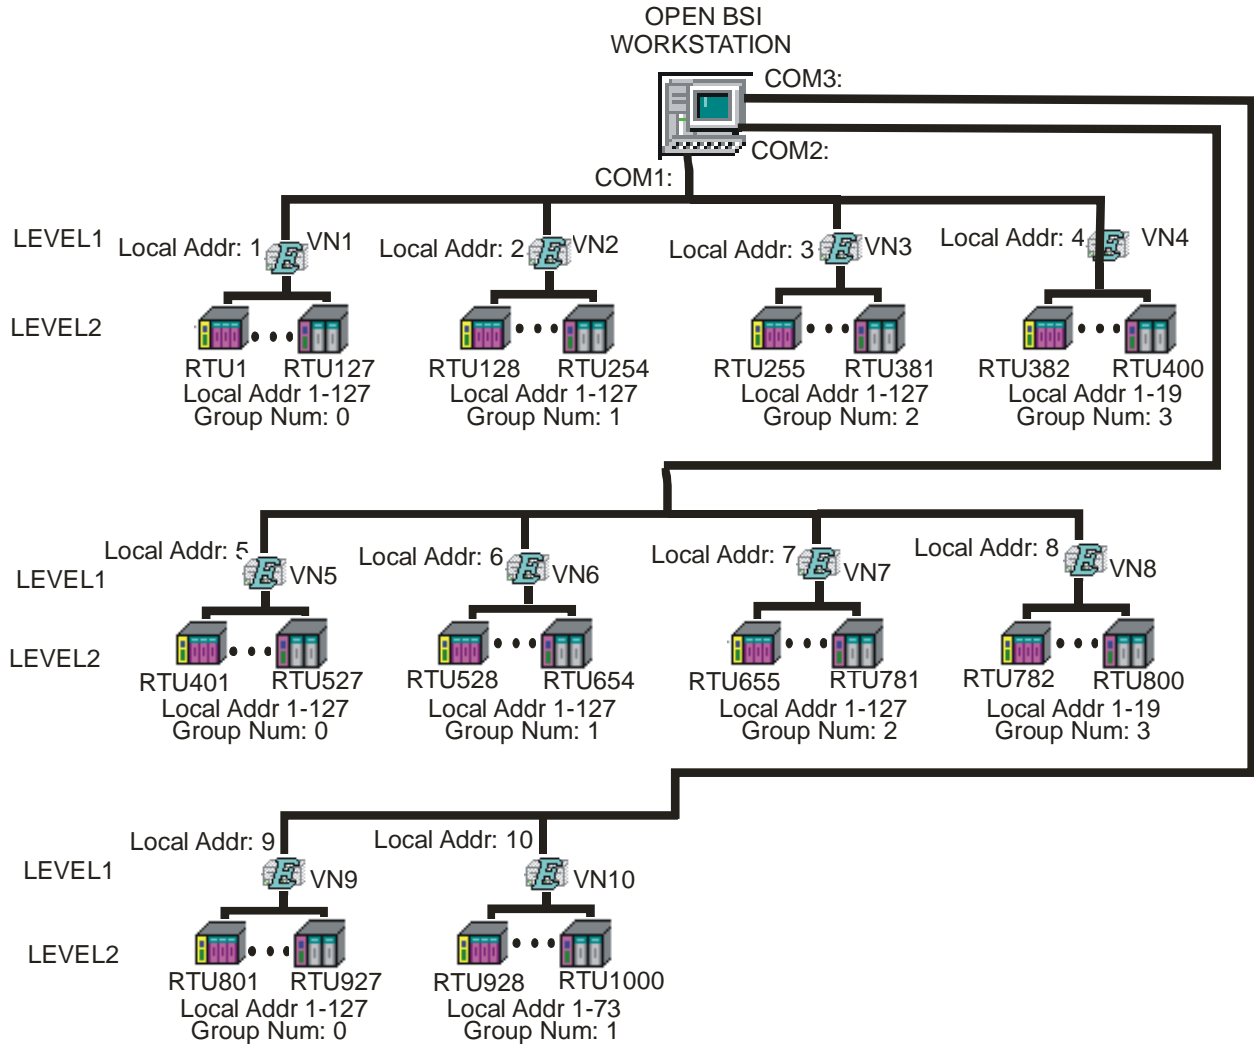 OPEN BSI
WORKSTATION
COM3:
COM2:
COM1:
LEVEL1
Local Addr: 1
VN1
Local Addr: 2
VN2
Local Addr: 3
VN3
Local Addr: 4
VN4
LEVEL2
RTU1
RTU127
RTU128
RTU254
RTU255
RTU381
RTU382
RTU400
Local Addr 1-127
Group Num: 0
Local Addr 1-127
Group Num: 1
Local Addr 1-127
Group Num: 2
Local Addr 1-19
Group Num: 3
LEVEL1
Local Addr: 5
VN5
Local Addr: 6
VN6
Local Addr: 7
VN7
Local Addr: 8
VN8
LEVEL2
RTU401
RTU527
RTU528
RTU654
RTU655
RTU781
RTU782
RTU800
Local Addr 1-127
Group Num: 0
Local Addr 1-127
Group Num: 1
Local Addr 1-127
Group Num: 2
Local Addr 1-19
Group Num: 3
LEVEL1
Local Addr: 9
VN9
Local Addr: 10
VN10
LEVEL2
RTU801
RTU927
RTU928
RTU1000
Local Addr 1-127
Group Num: 0
Local Addr 1-73
Group Num: 1